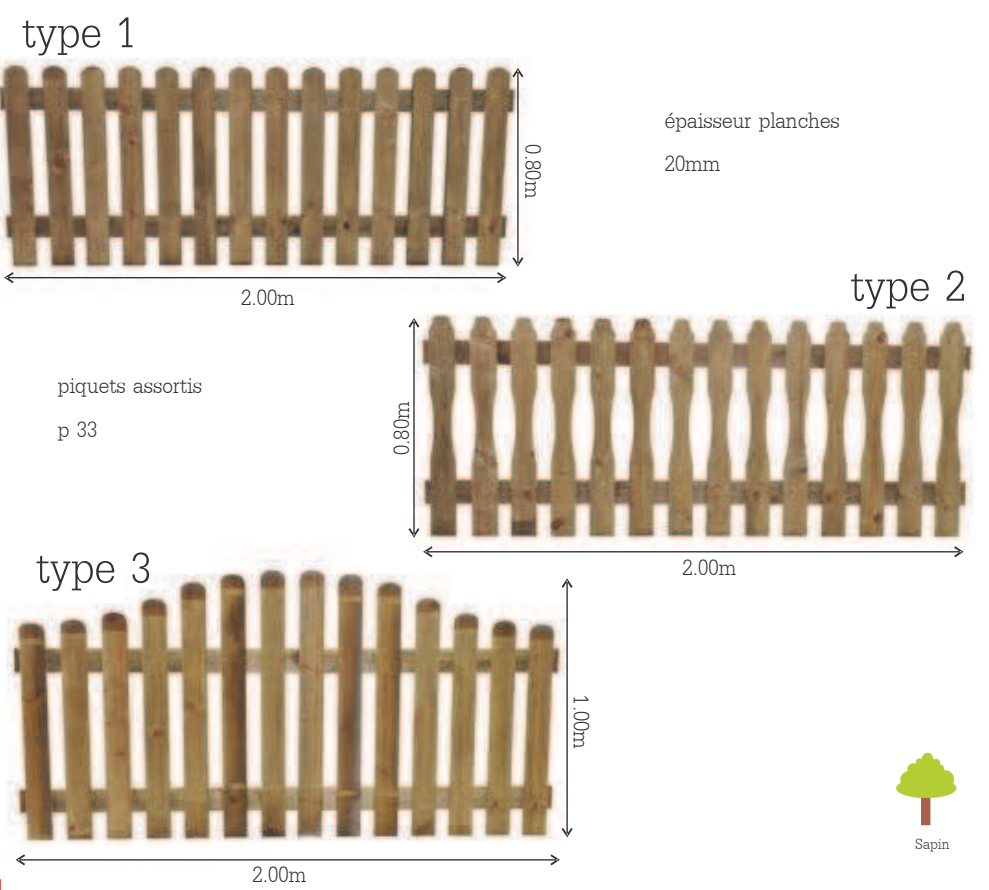 type 1
épaisseur planches
0.80m
20mm
type 2
2.00m
piquets assortis
0.80m
p 33
type 3
2.00m
1.00m
Sapin
2.00m